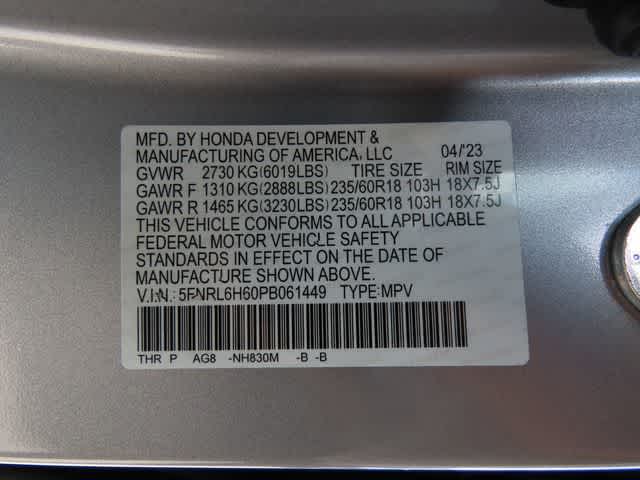 MFD. BY HONDA DEVELOPMENT &
MANUFACTURING OF AMERICA, LLC 04/'23
GVWR 2730 KG(6019LBS) TIRE SIZE RIM SIZE
GAWR F 1310 KG(2888LBS) 235/60R18 103H 18X7.5J
GAWR R 1465 KG(3230LBS) 235/60R18 103H 18X7.5J
THIS VEHICLE CONFORMS TO ALL APPLICABLE
FEDERAL MOTOR VEHICLE SAFETY
STANDARDS IN EFFECT ON THE DATE OF
MANUFACTURE SHOWN ABOVE.
V.I.N.: 5FNRL6H60PB061449 TYPE:MPV
THR P AG8 -NH830M -B -B